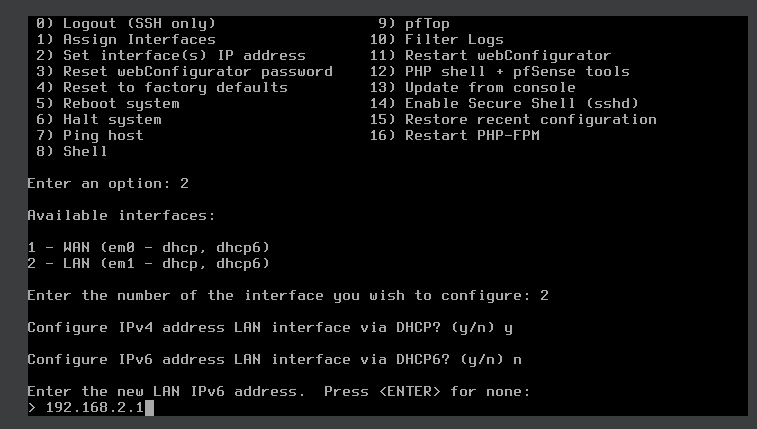 0) Logout (SSH only)                  9) pfTop
1) Assign Interfaces                 10) Filter Logs
2) Set interface(s) IP address       11) Restart webConfigurator
3) Reset webConfigurator password    12) PHP shell + pfSense tools
4) Reset to factory defaults         13) Update from console
5) Reboot system                     14) Enable Secure Shell (sshd)
6) Halt system                       15) Restore recent configuration
7) Ping host                         16) Restart PHP-FPM
8) Shell
Enter an option: 2
Available interfaces:
1 - WAN (em0 - dhcp, dhcp6)
2 - LAN (em1 - dhcp, dhcp6)
Enter the number of the interface you wish to configure: 2
Configure IPv4 address LAN interface via DHCP? (y/n) y
Configure IPv6 address LAN interface via DHCP6? (y/n) n
Enter the new LAN IPv6 address.  Press <ENTER> for none:
> 192.168.2.1